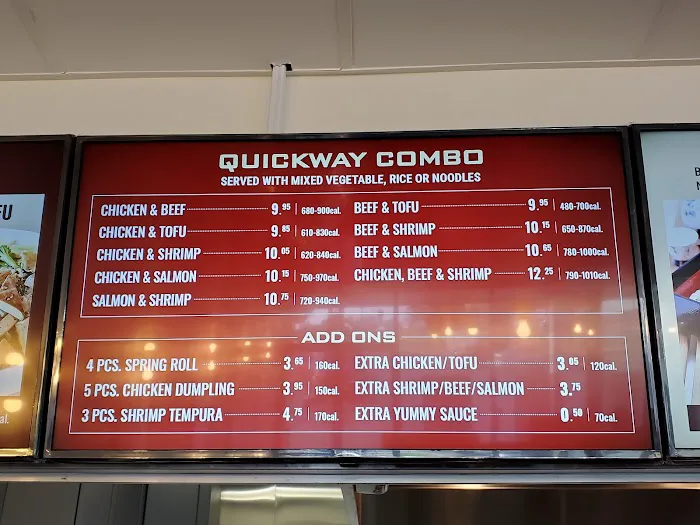 QUICKWAY COMBO
SERVED WITH MIXED VEGETABLE, RICE OR NOODLES
CHICKEN & BEEF 9.95 680-900cal.
CHICKEN & TOFU 9.85 610-830cal.
CHICKEN & SHRIMP 10.05 620-840cal.
CHICKEN & SALMON 10.15 750-970cal.
SALMON & SHRIMP 10.75 720-940cal.
BEEF & TOFU 9.95 480-700cal.
BEEF & SHRIMP 10.15 650-870cal.
BEEF & SALMON 10.65 780-1000cal.
CHICKEN, BEEF & SHRIMP 12.25 790-1010cal.
ADD ONS
4 PCS. SPRING ROLL 3.65 160cal.
5 PCS. CHICKEN DUMPLING 3.95 150cal.
3 PCS. SHRIMP TEMPURA 4.75 170cal.
EXTRA CHICKEN/TOFU 3.05 120cal.
EXTRA SHRIMP/BEEF/SALMON 3.75
EXTRA YUMMY SAUCE 0.50 70cal.